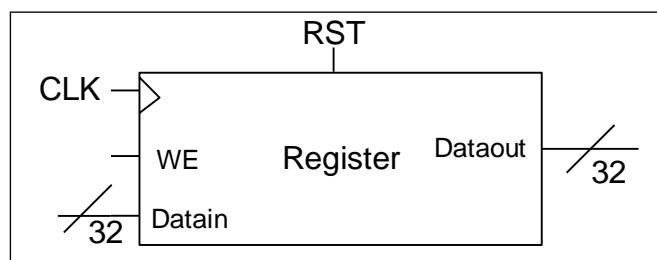 RST
CLK
WE
Register
Dataout
32
Datain
32